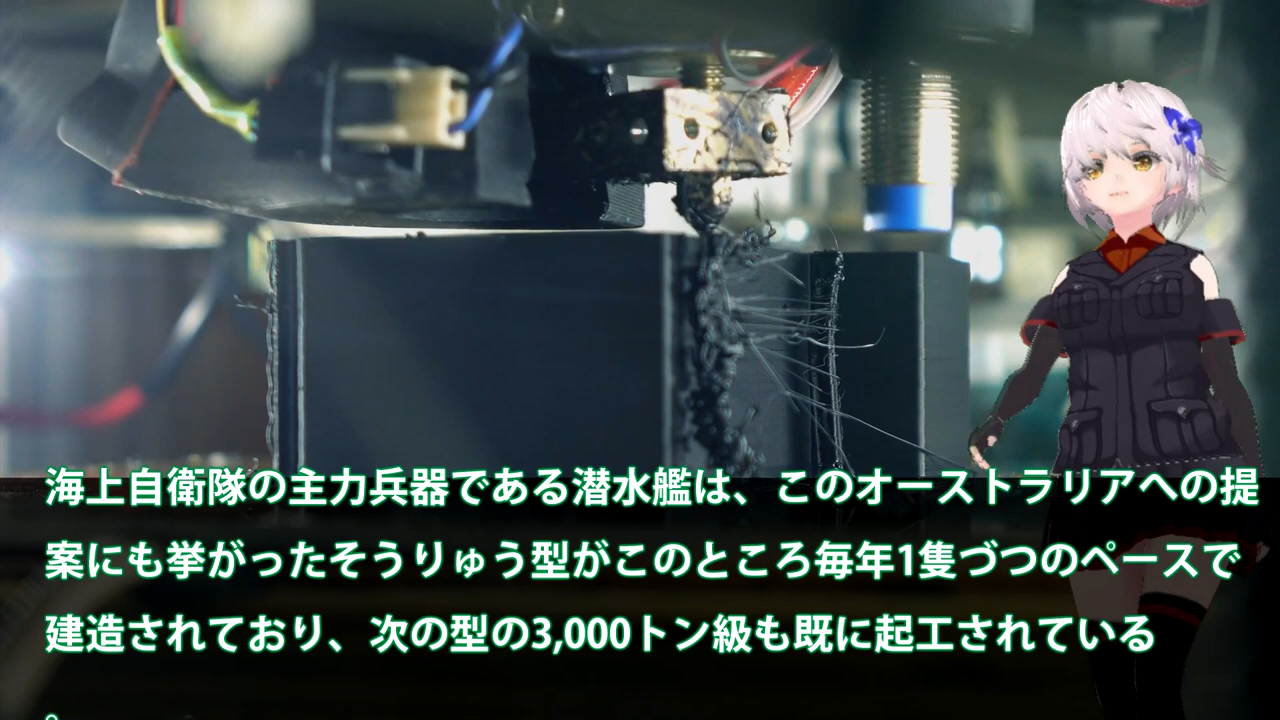 海上自衛隊の主力兵器である潜水艦は、このオーストラリアへの提
案にも挙がったそうりゅう型がこのところ毎年1隻づつのペースで
建造されており、次の型の3,000トン級も既に起工されている
。